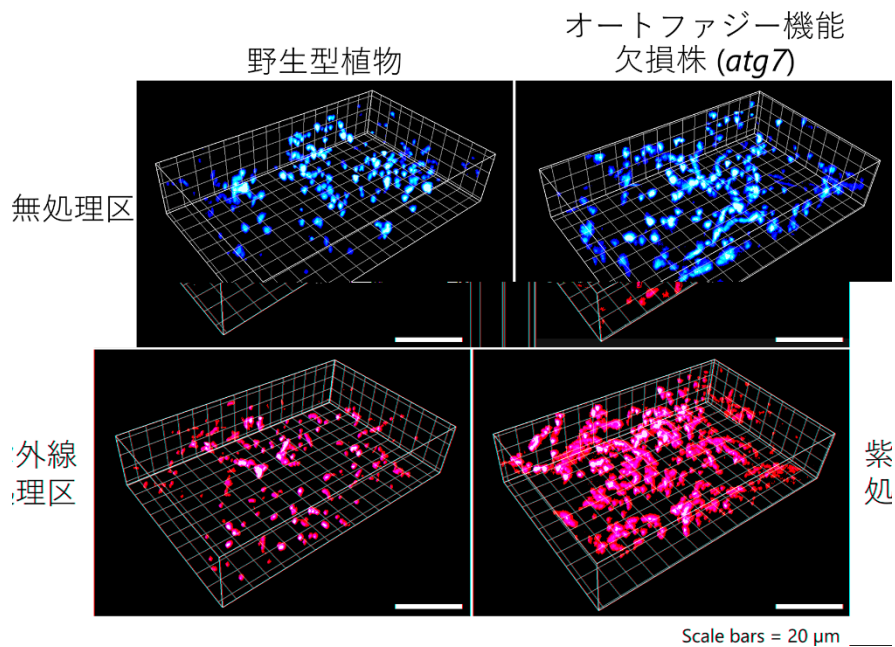 野生型植物
オートファジー機能
欠損株 (atg7)
無処理区
外線
理区
紫
処
Scale bars = 20 µm